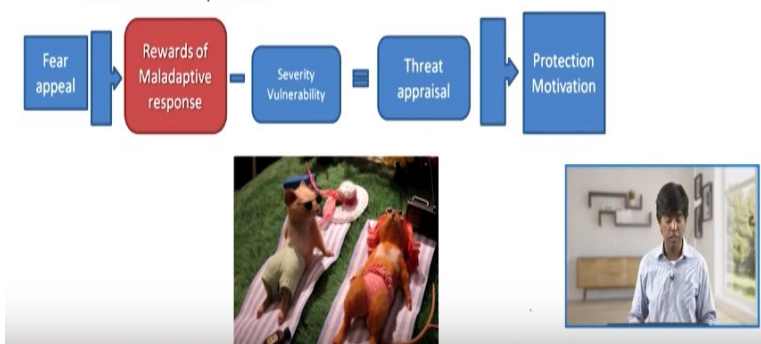 Fear
appeal
Rewards of
Maladaptive
response
Severity
Vulnerability
Threat
appraisal
Protection
Motivation